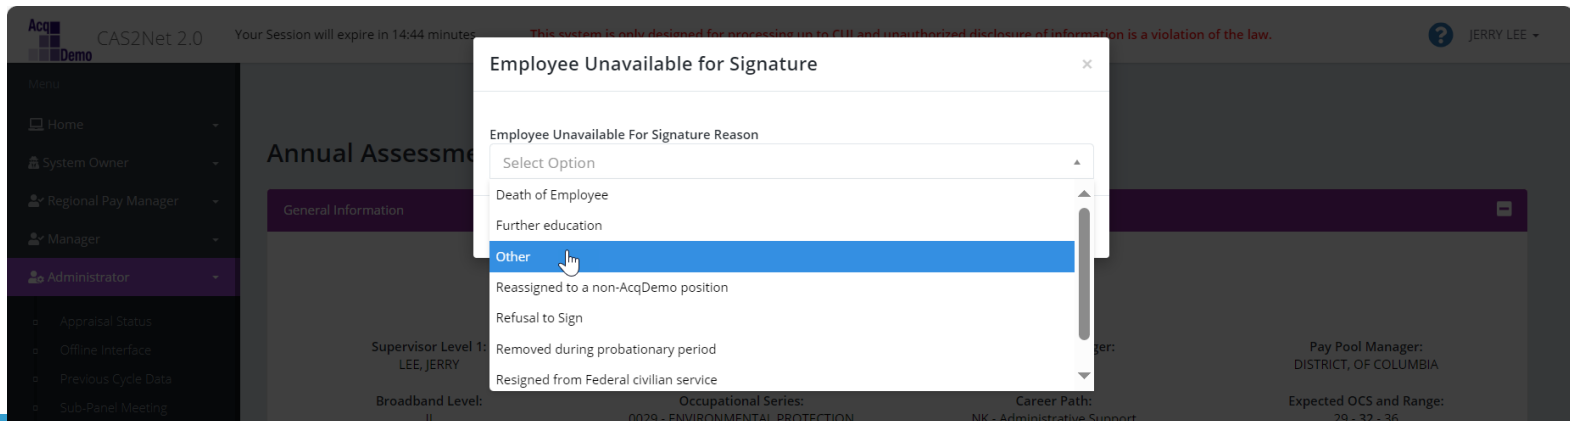 Acq
Demo
CAS2Net 2.0
Your Session will expire in 14:44 minutes
This system is only designed for processing up to CUI and unauthorized disclosure of information is a violation of the law.
? JERRY LEE
Employee Unavailable for Signature ×
Menu
Home
System Owner
Regional Pay Manager
Manager
Administrator
Appraisal Status
Offline Interface
Previous Cycle Data
Sub-Panel Meeting
Annual Assessme
General Information
Employee Unavailable For Signature Reason
Select Option
Death of Employee
Further education
Other
Reassigned to a non-AcqDemo position
Refusal to Sign
Removed during probationary period
Resigned from Federal civilian service
Supervisor Level 1:
LEE, JERRY
ger:
Pay Pool Manager:
DISTRICT, OF COLUMBIA
Broadband Level:
II
Occupational Series:
0029 - ENVIRONMENTAL PROTECTION
Career Path:
NK - Administrative Support
Expected OCS and Range:
29 - 32 - 36